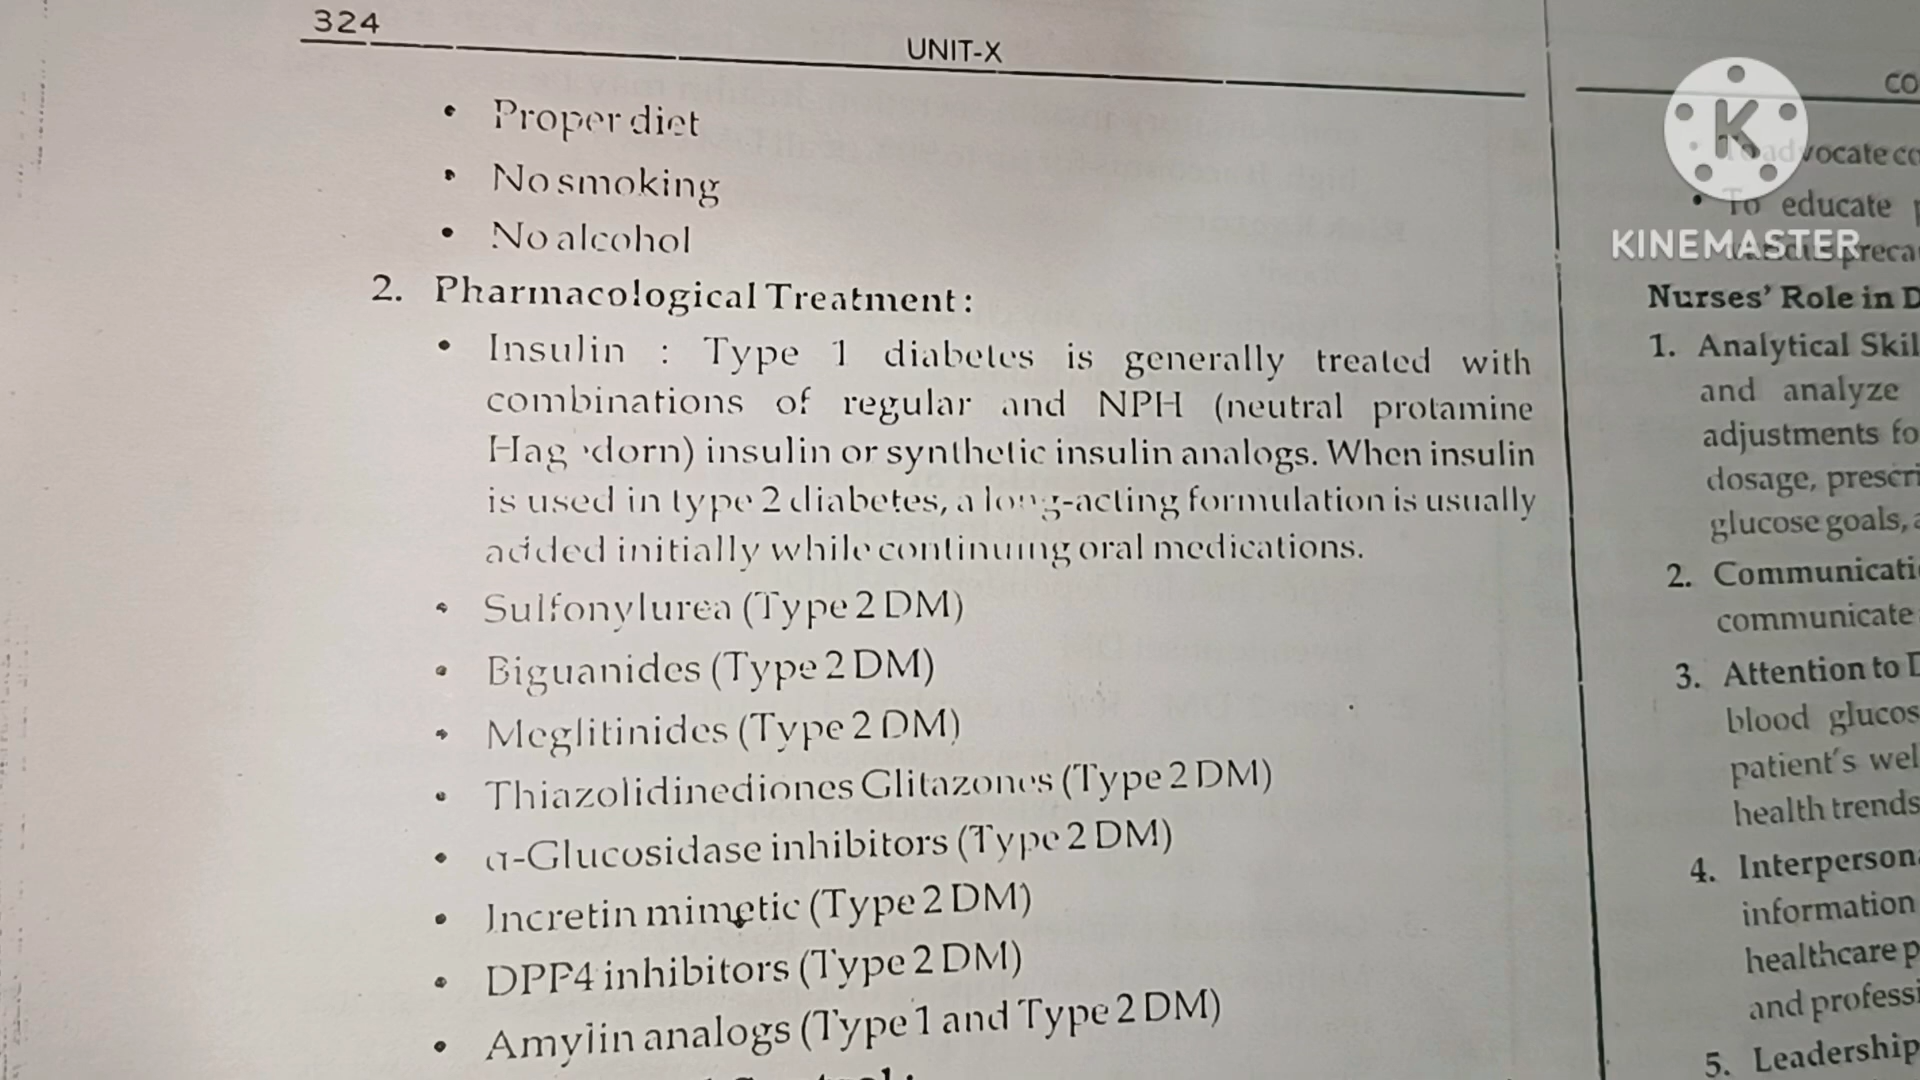 324
UNIT-X
• Proper diet
• No smoking
• No alcohol
2. Pharmacological Treatment :
• Insulin : Type 1 diabetes is generally treated with
combinations of regular and NPH (neutral protamine
Hagedorn) insulin or synthetic insulin analogs. When insulin
is used in type 2 diabetes, a long-acting formulation is usually
added initially while continuing oral medications.
• Sulfonylurea (Type 2 DM)
• Biguanides (Type 2 DM)
• Meglitinides (Type 2 DM)
• Thiazolidinediones Glitazones (Type 2 DM)
• α-Glucosidase inhibitors (Type 2 DM)
• Incretin mimetic (Type 2 DM)
• DPP4 inhibitors (Type 2 DM)
• Amylin analogs (Type 1 and Type 2 DM)
CO
K
• To advocate co
• To educate
KINEMASTER
Nurses' Role in D
1. Analytical Skil
and analyze
adjustments fo
dosage, prescri
glucose goals, a
2. Communicati
communicate
3. Attention to D
blood glucos
patient's wel
health trends
4. Interperson
information
healthcare p
and professi
5. Leadership